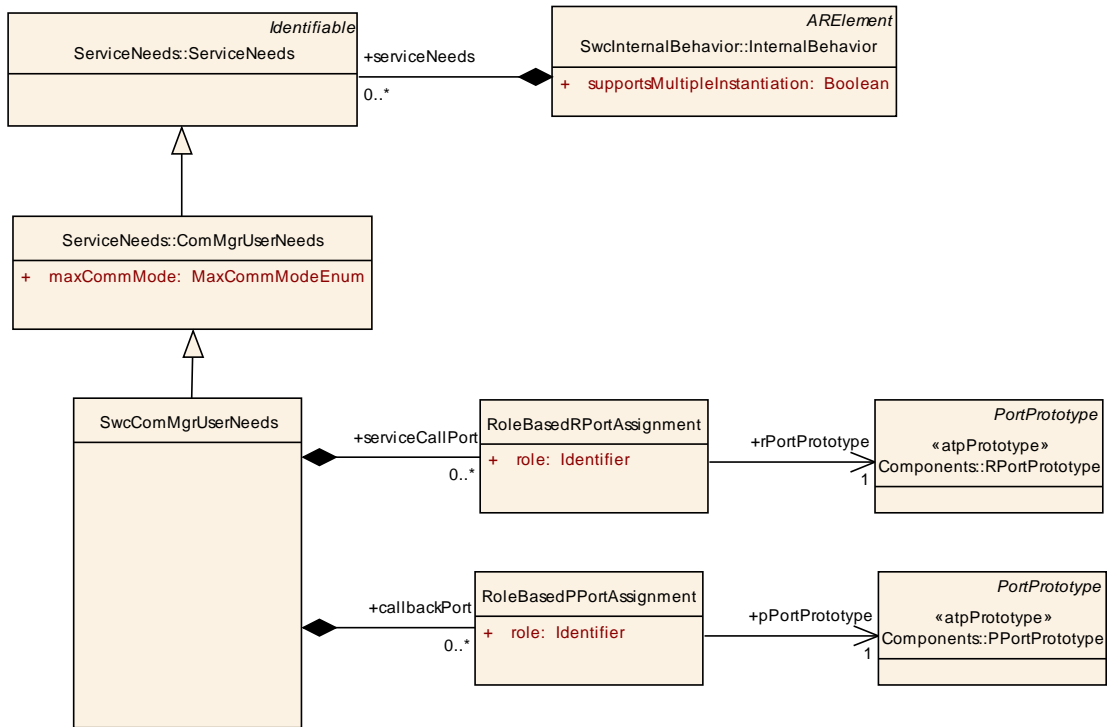 Identifiable
ServiceNeeds::ServiceNeeds
+serviceNeeds
0..*
ARElement
SwcInternalBehavior::InternalBehavior
+ supportsMultipleInstantiation: Boolean
ServiceNeeds::ComMgrUserNeeds
+ maxCommMode: MaxCommModeEnum
SwcComMgrUserNeeds
+serviceCallPort
0..*
RoleBasedRPortAssignment
+ role: Identifier
+rPortPrototype
1
PortPrototype
«atpPrototype»
Components::RPortPrototype
+callbackPort
0..*
RoleBasedPPortAssignment
+ role: Identifier
+pPortPrototype
1
PortPrototype
«atpPrototype»
Components::PPortPrototype